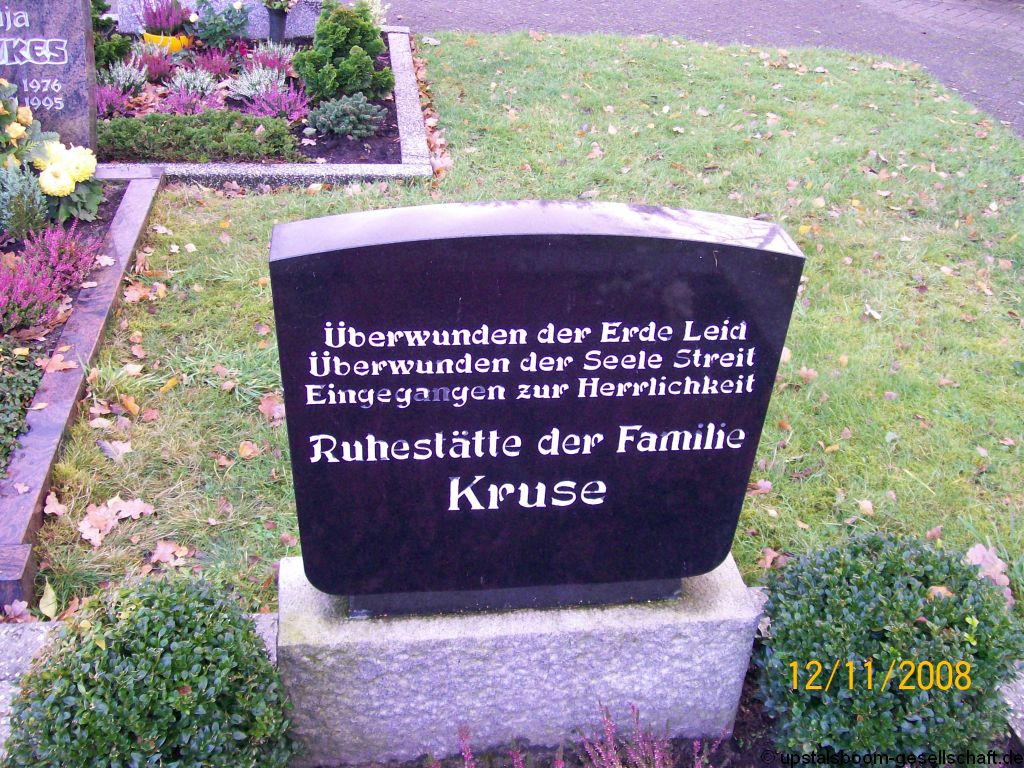 1976
1995
Überwunden der Erde Leid
Überwunden der Seele Streit
Eingegangen zur Herrlichkeit
Ruhestätte der Familie
Kruse
12/11/2008
© upstalsboom-gesellschaft.de